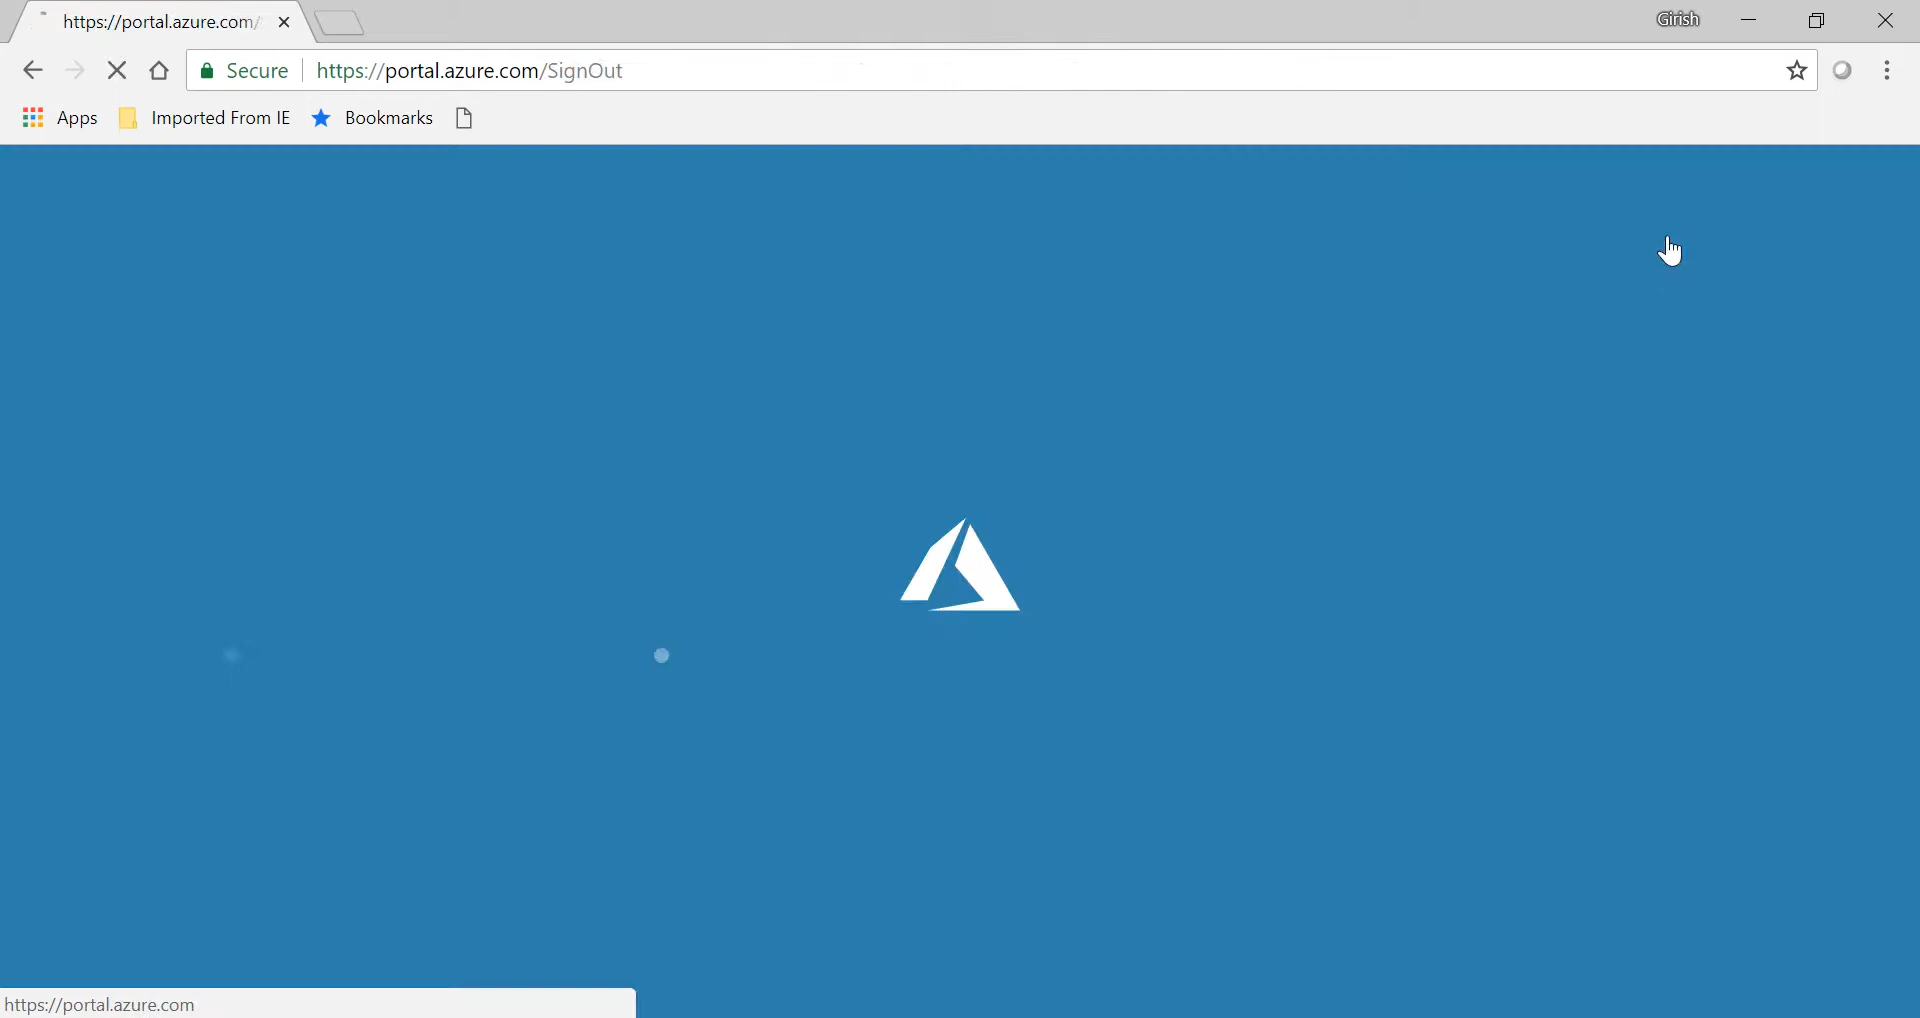 https://portal.azure.com/
Girish
Secure
https://portal.azure.com/SignOut
Apps
Imported From IE
Bookmarks
https://portal.azure.com